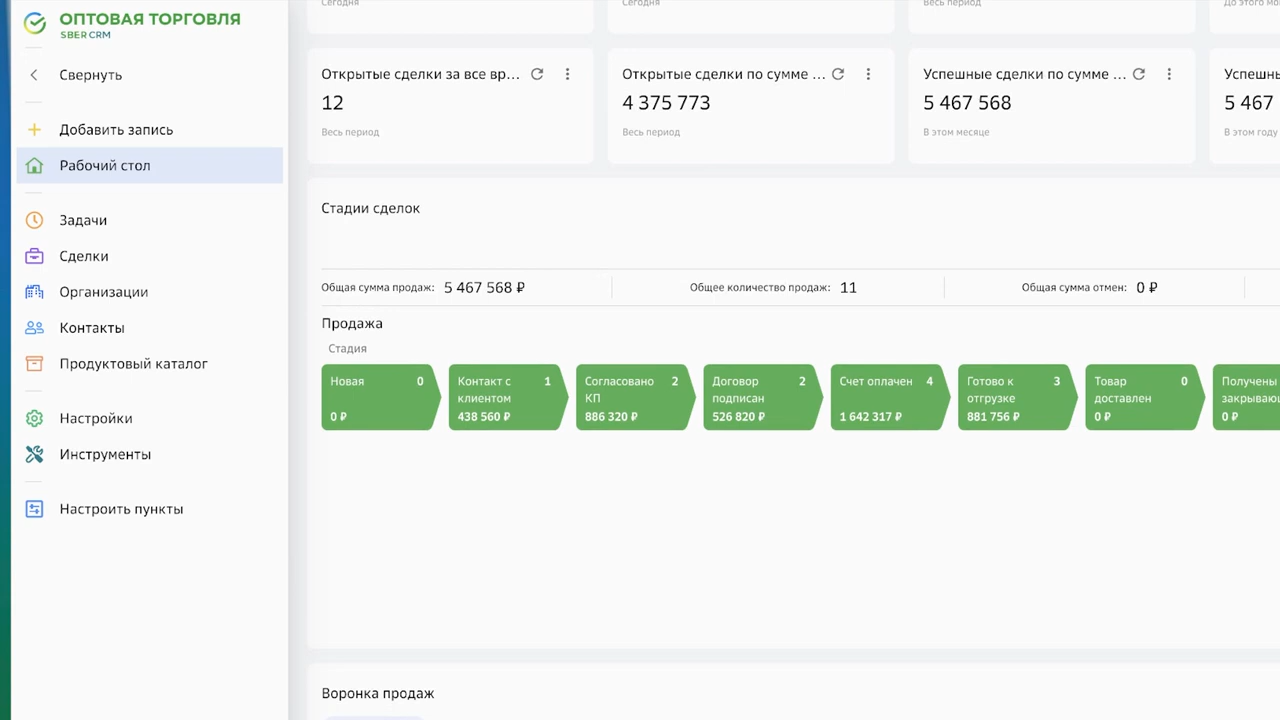 ОПТОВАЯ ТОРГОВЛЯ
SBER CRM
Свернуть
Добавить запись
Рабочий стол
Задачи
Сделки
Организации
Контакты
Продуктовый каталог
Настройки
Инструменты
Настроить пункты
Сегодня
Сегодня
Весь период
До этого мо
Открытые сделки за все вр...
12
Весь период
Открытые сделки по сумме ...
4 375 773
Весь период
Успешные сделки по сумме ...
5 467 568
В этом месяце
Успешны
5 467
В этом году
Стадии сделок
Общая сумма продаж: 5 467 568 ₽
Общее количество продаж: 11
Общая сумма отмен: 0 ₽
Продажа
Стадия
Новая 0
0 ₽
Контакт с 1
клиентом
438 560 ₽
Согласовано 2
КП
886 320 ₽
Договор 2
подписан
526 820 ₽
Счет оплачен 4
1 642 317 ₽
Готово к 3
отгрузке
881 756 ₽
Товар 0
доставлен
0 ₽
Получены
закрывающ
0 ₽
Воронка продаж